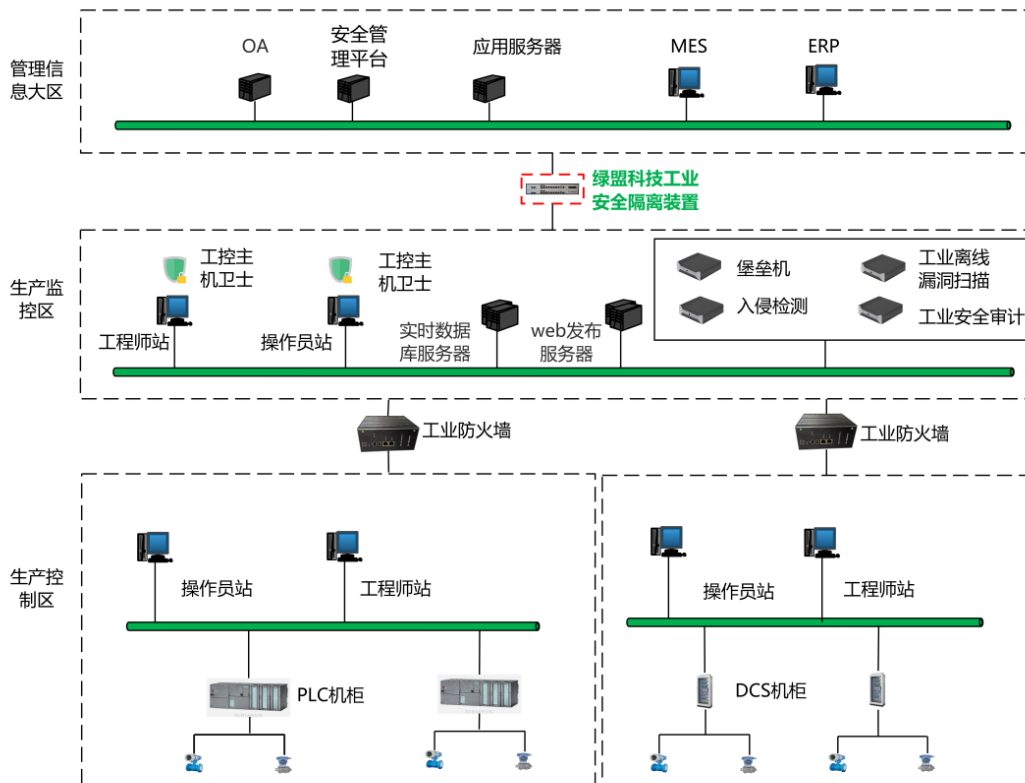 OA
安全管
理平台
应用服务器
MES
ERP
管理信
息大区
绿盟科技工业
安全隔离装置
工控主
机卫士
工控主
机卫士
堡垒机
工业离线
漏洞扫描
生产监
控区
入侵检测
工业安全审计
工程师站
操作员站
实时数据
库服务器
web发布
服务器
工业防火墙
工业防火墙
生产控
制区
操作员站
工程师站
操作员站
工程师站
PLC机柜
DCS机柜